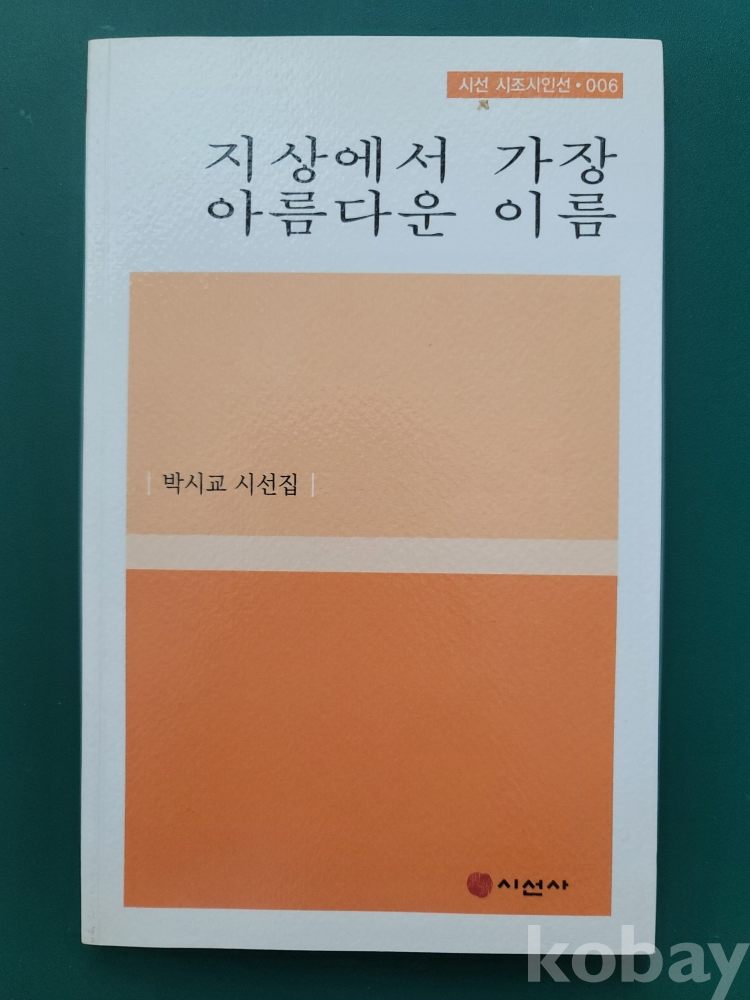 시선 시조시인선 • 006
지상에서 가장
아름다운 이름
| 박시교 시선집 |
시선사
kobay